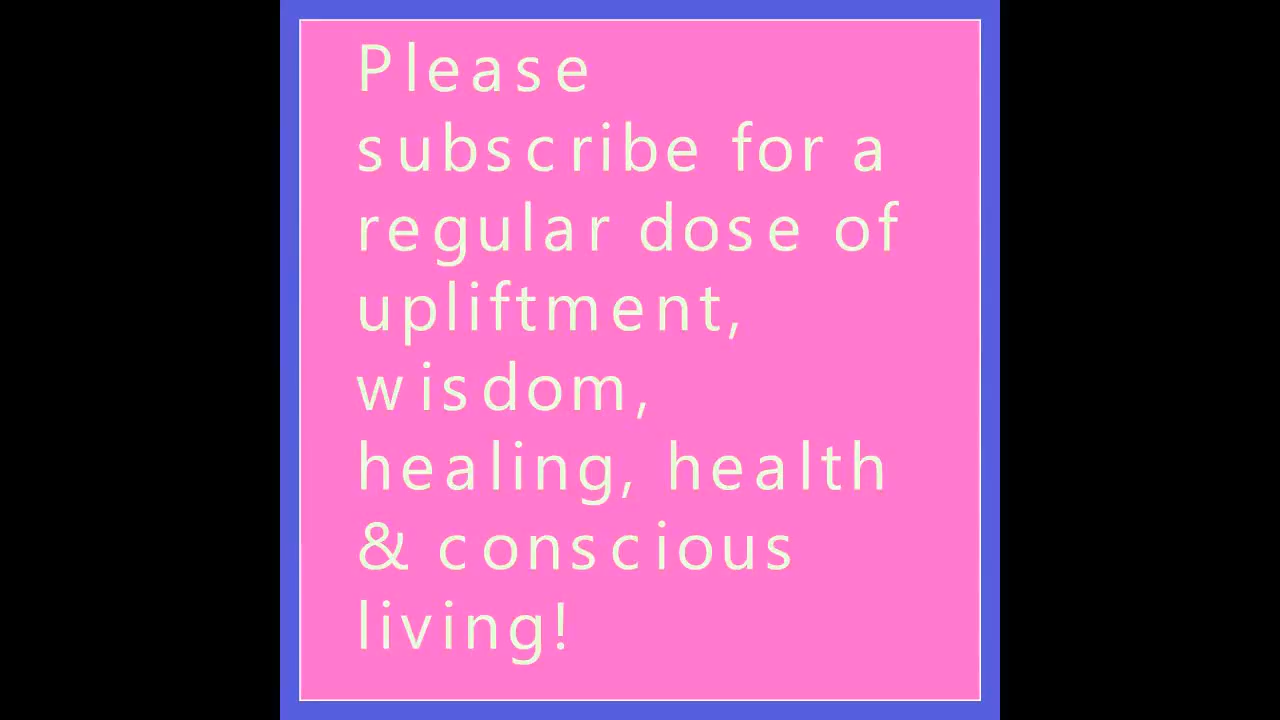 Please
subscribe for a
regular dose of
upliftment,
wisdom,
healing, health
& conscious
living!